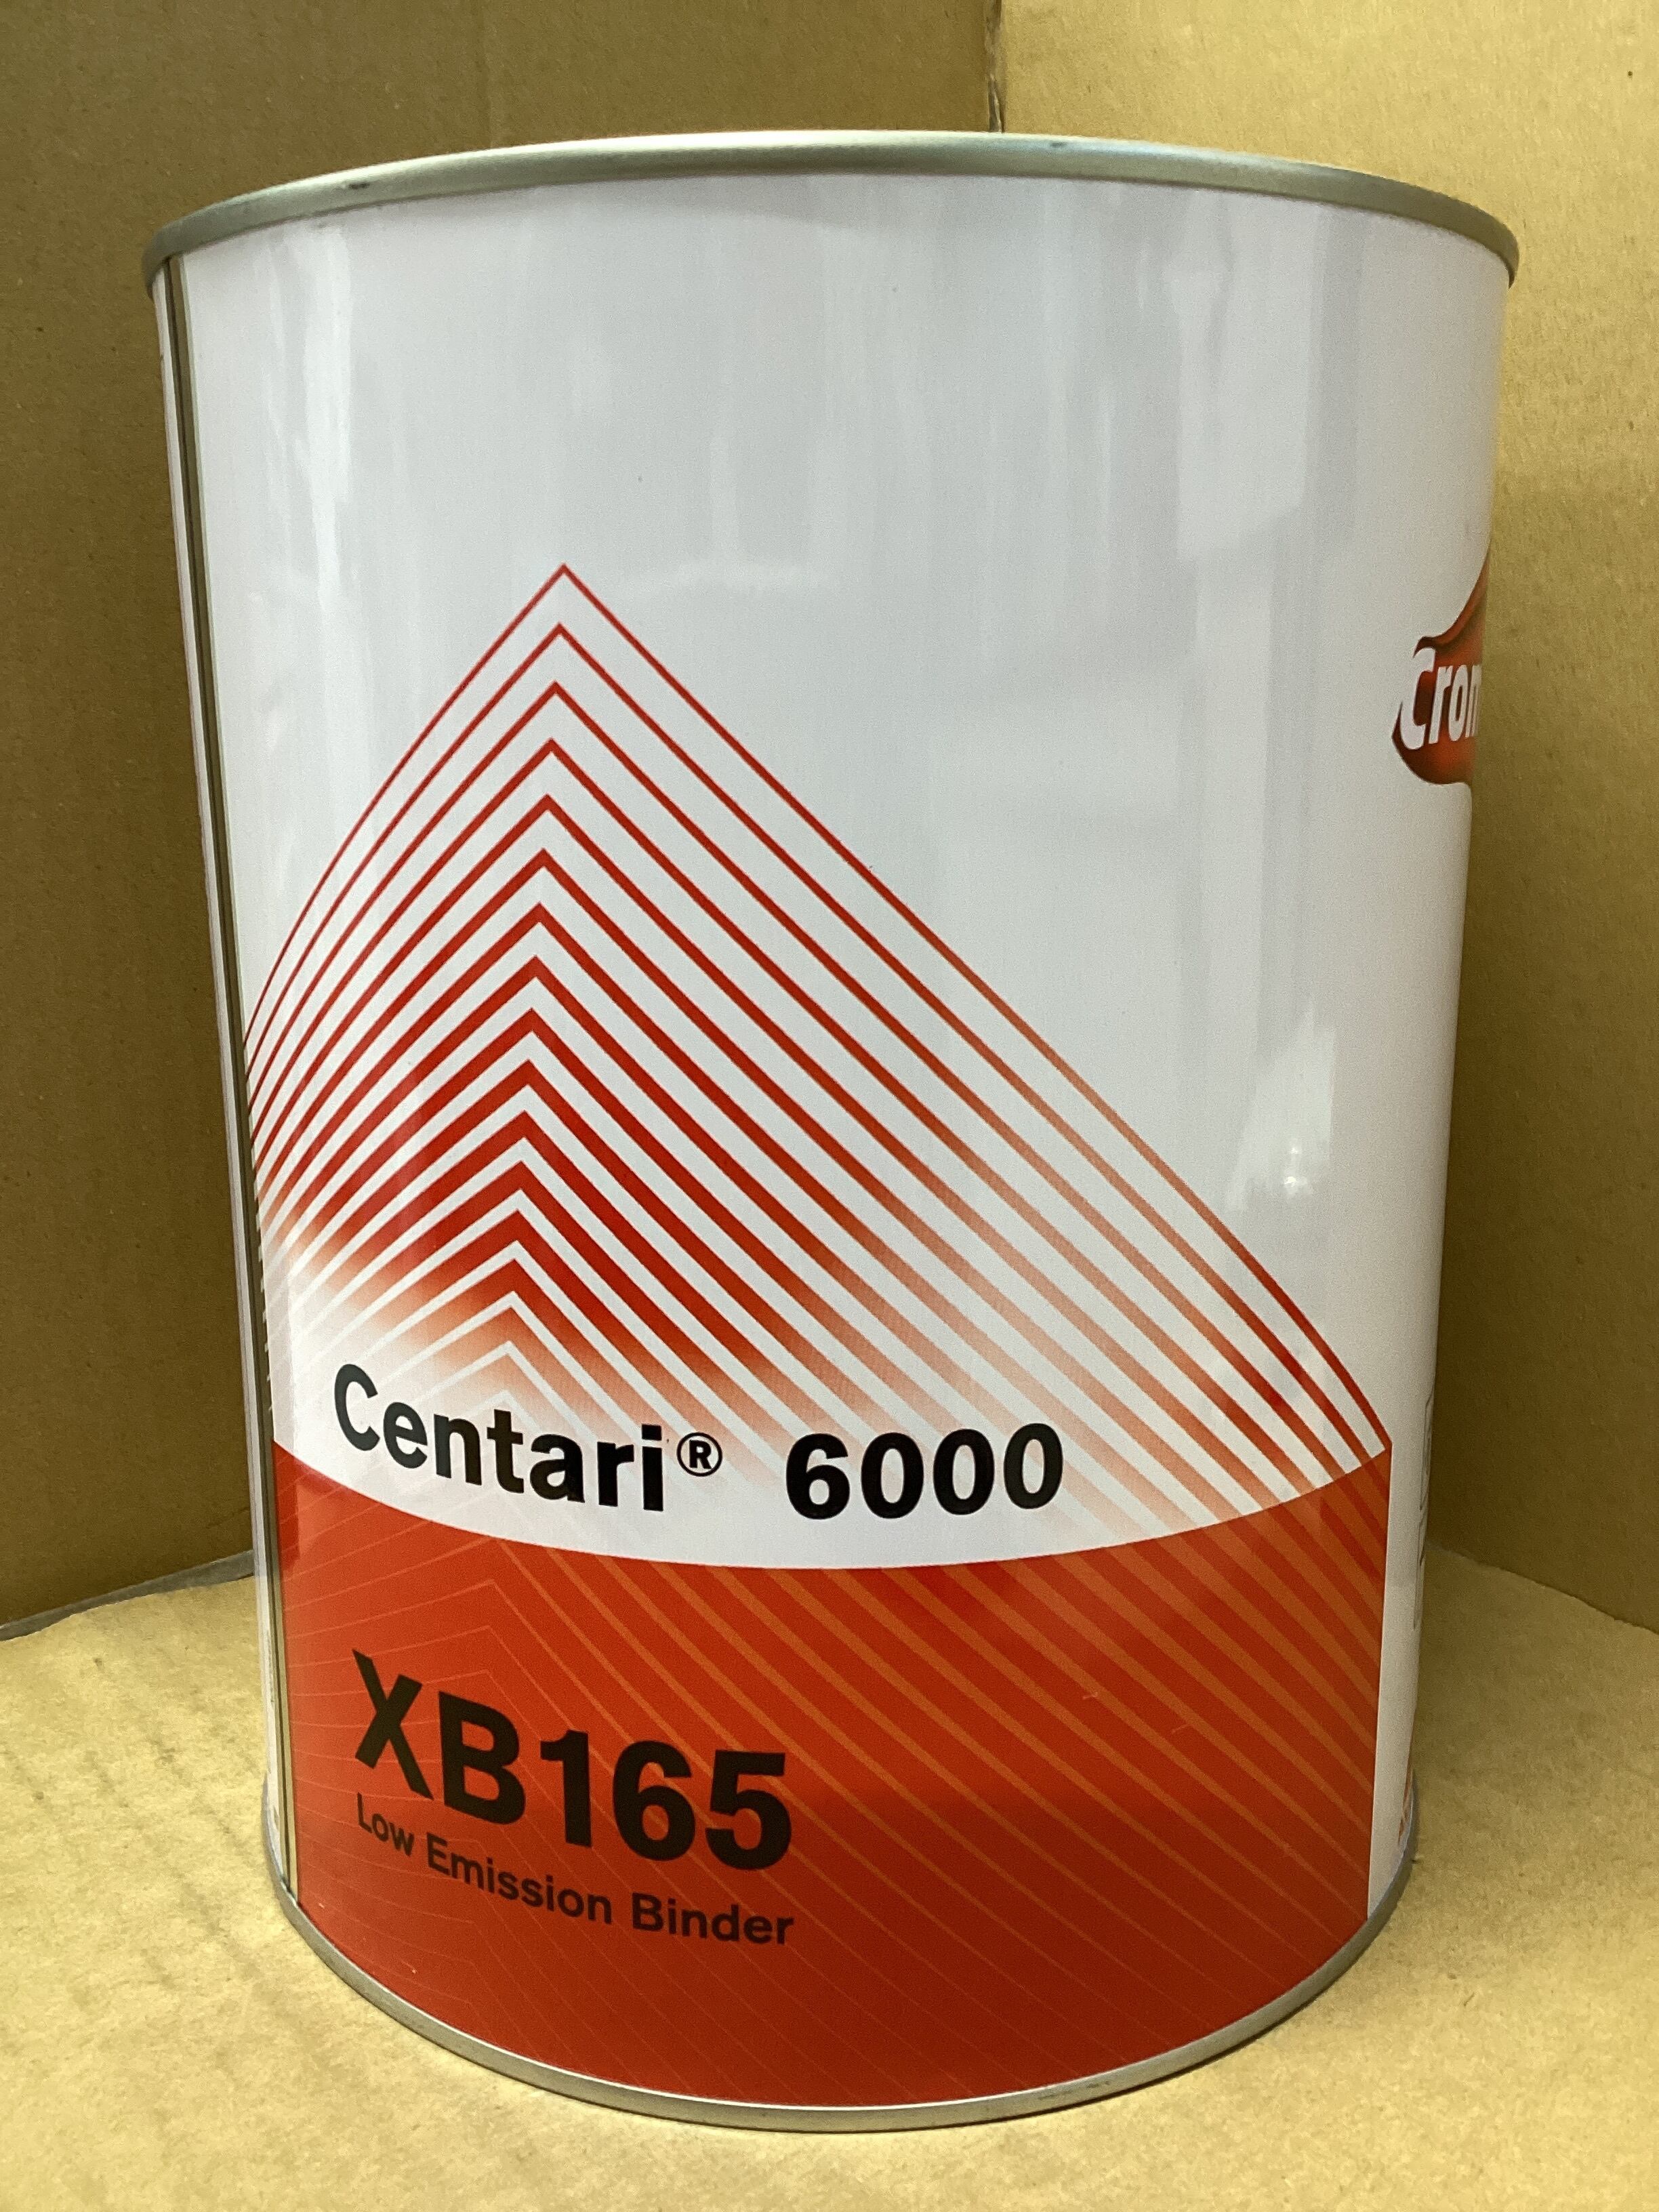 Centari® 6000
XB165
Low Emission Binder